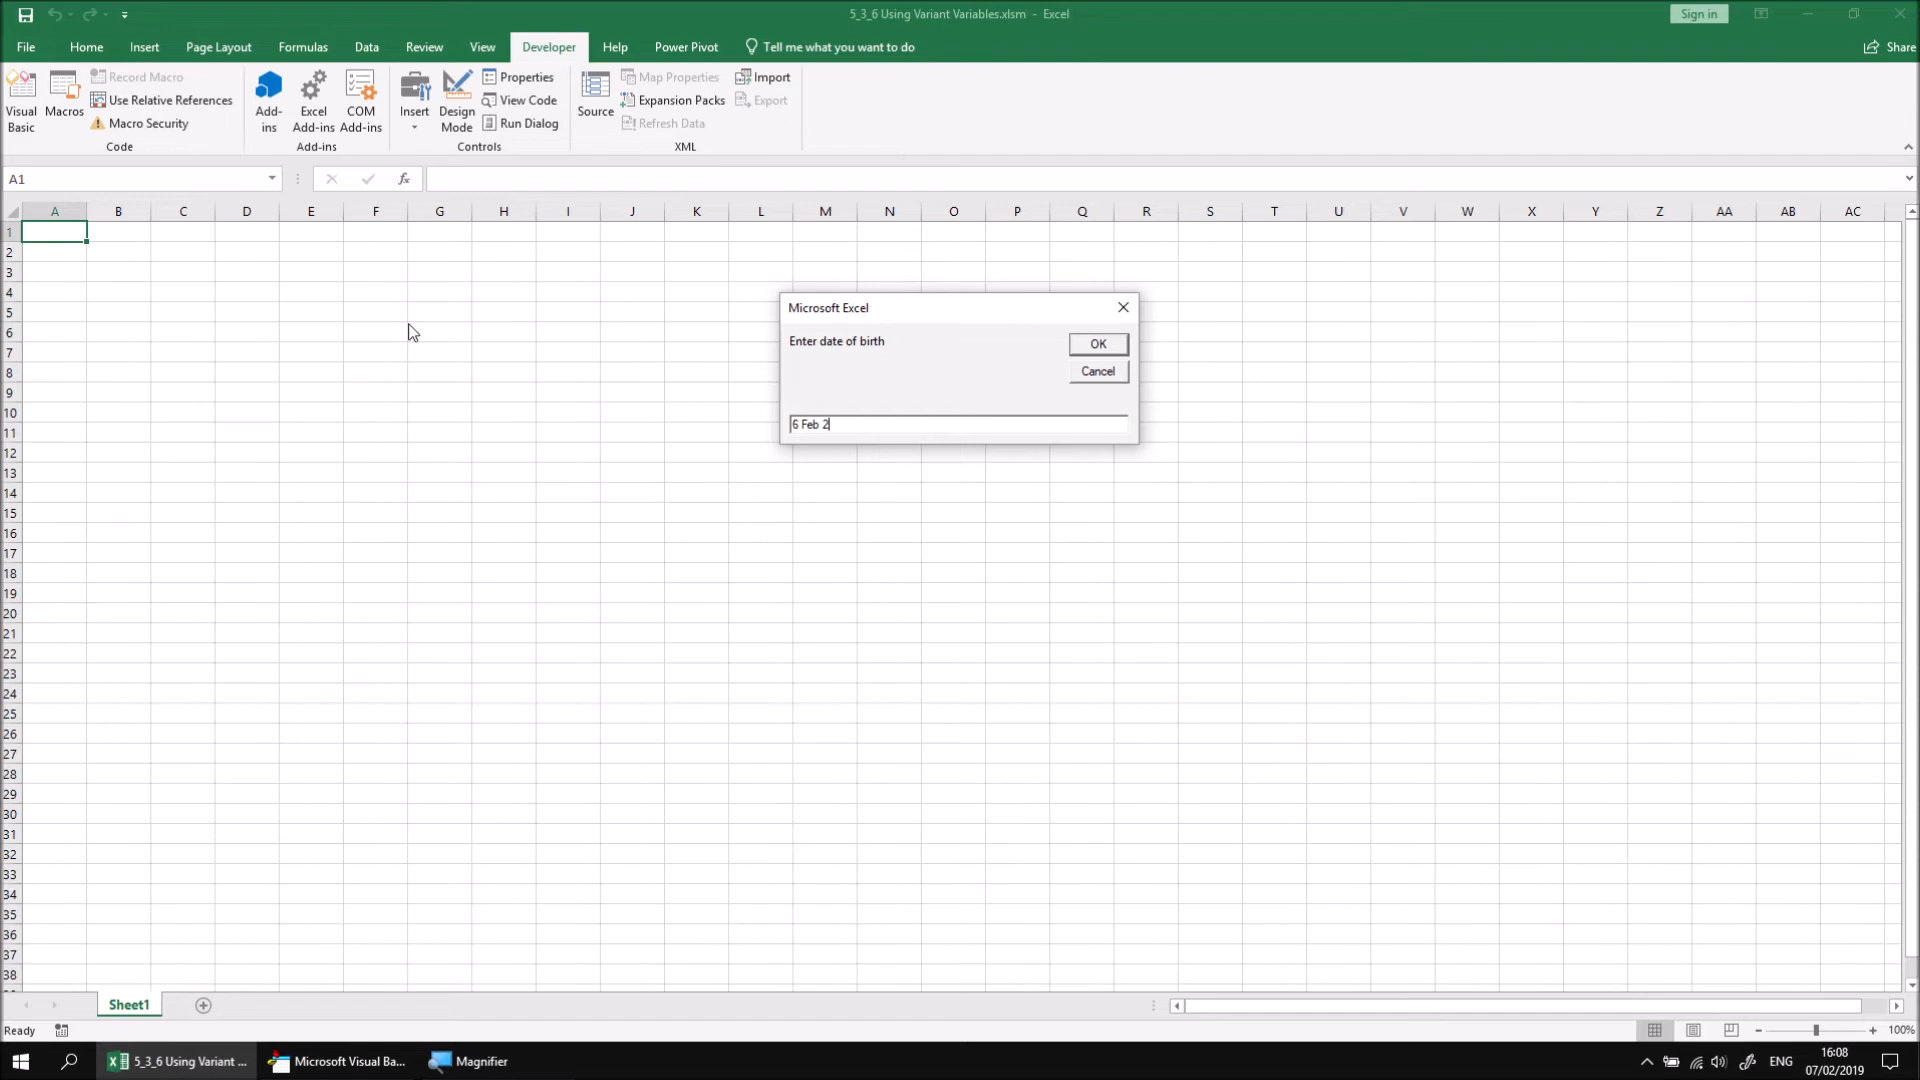 5_3_6 Using Variant Variables.xlsm - Excel
Sign in
File Home Insert Page Layout Formulas Data Review View Developer Help Power Pivot Tell me what you want to do Share
Visual Basic
Macros
Record Macro
Use Relative References
Macro Security
Code
Add-ins
Excel Add-ins
COM Add-ins
Add-ins
Insert
Design Mode
Properties
View Code
Run Dialog
Controls
Source
Map Properties
Expansion Packs
Refresh Data
Import
Export
XML
A1
fx
A B C D E F G H I J K L M N O P Q R S T U V W X Y Z AA AB AC
1
2
3
4
5
6
7
8
9
10
11
12
13
14
15
16
17
18
19
20
21
22
23
24
25
26
27
28
29
30
31
32
33
34
35
36
37
38
Microsoft Excel
Enter date of birth
OK
Cancel
6 Feb 2
Sheet1
Ready
100%
5_3_6 Using Variant ...
Microsoft Visual Ba...
Magnifier
ENG
16:08
07/02/2019